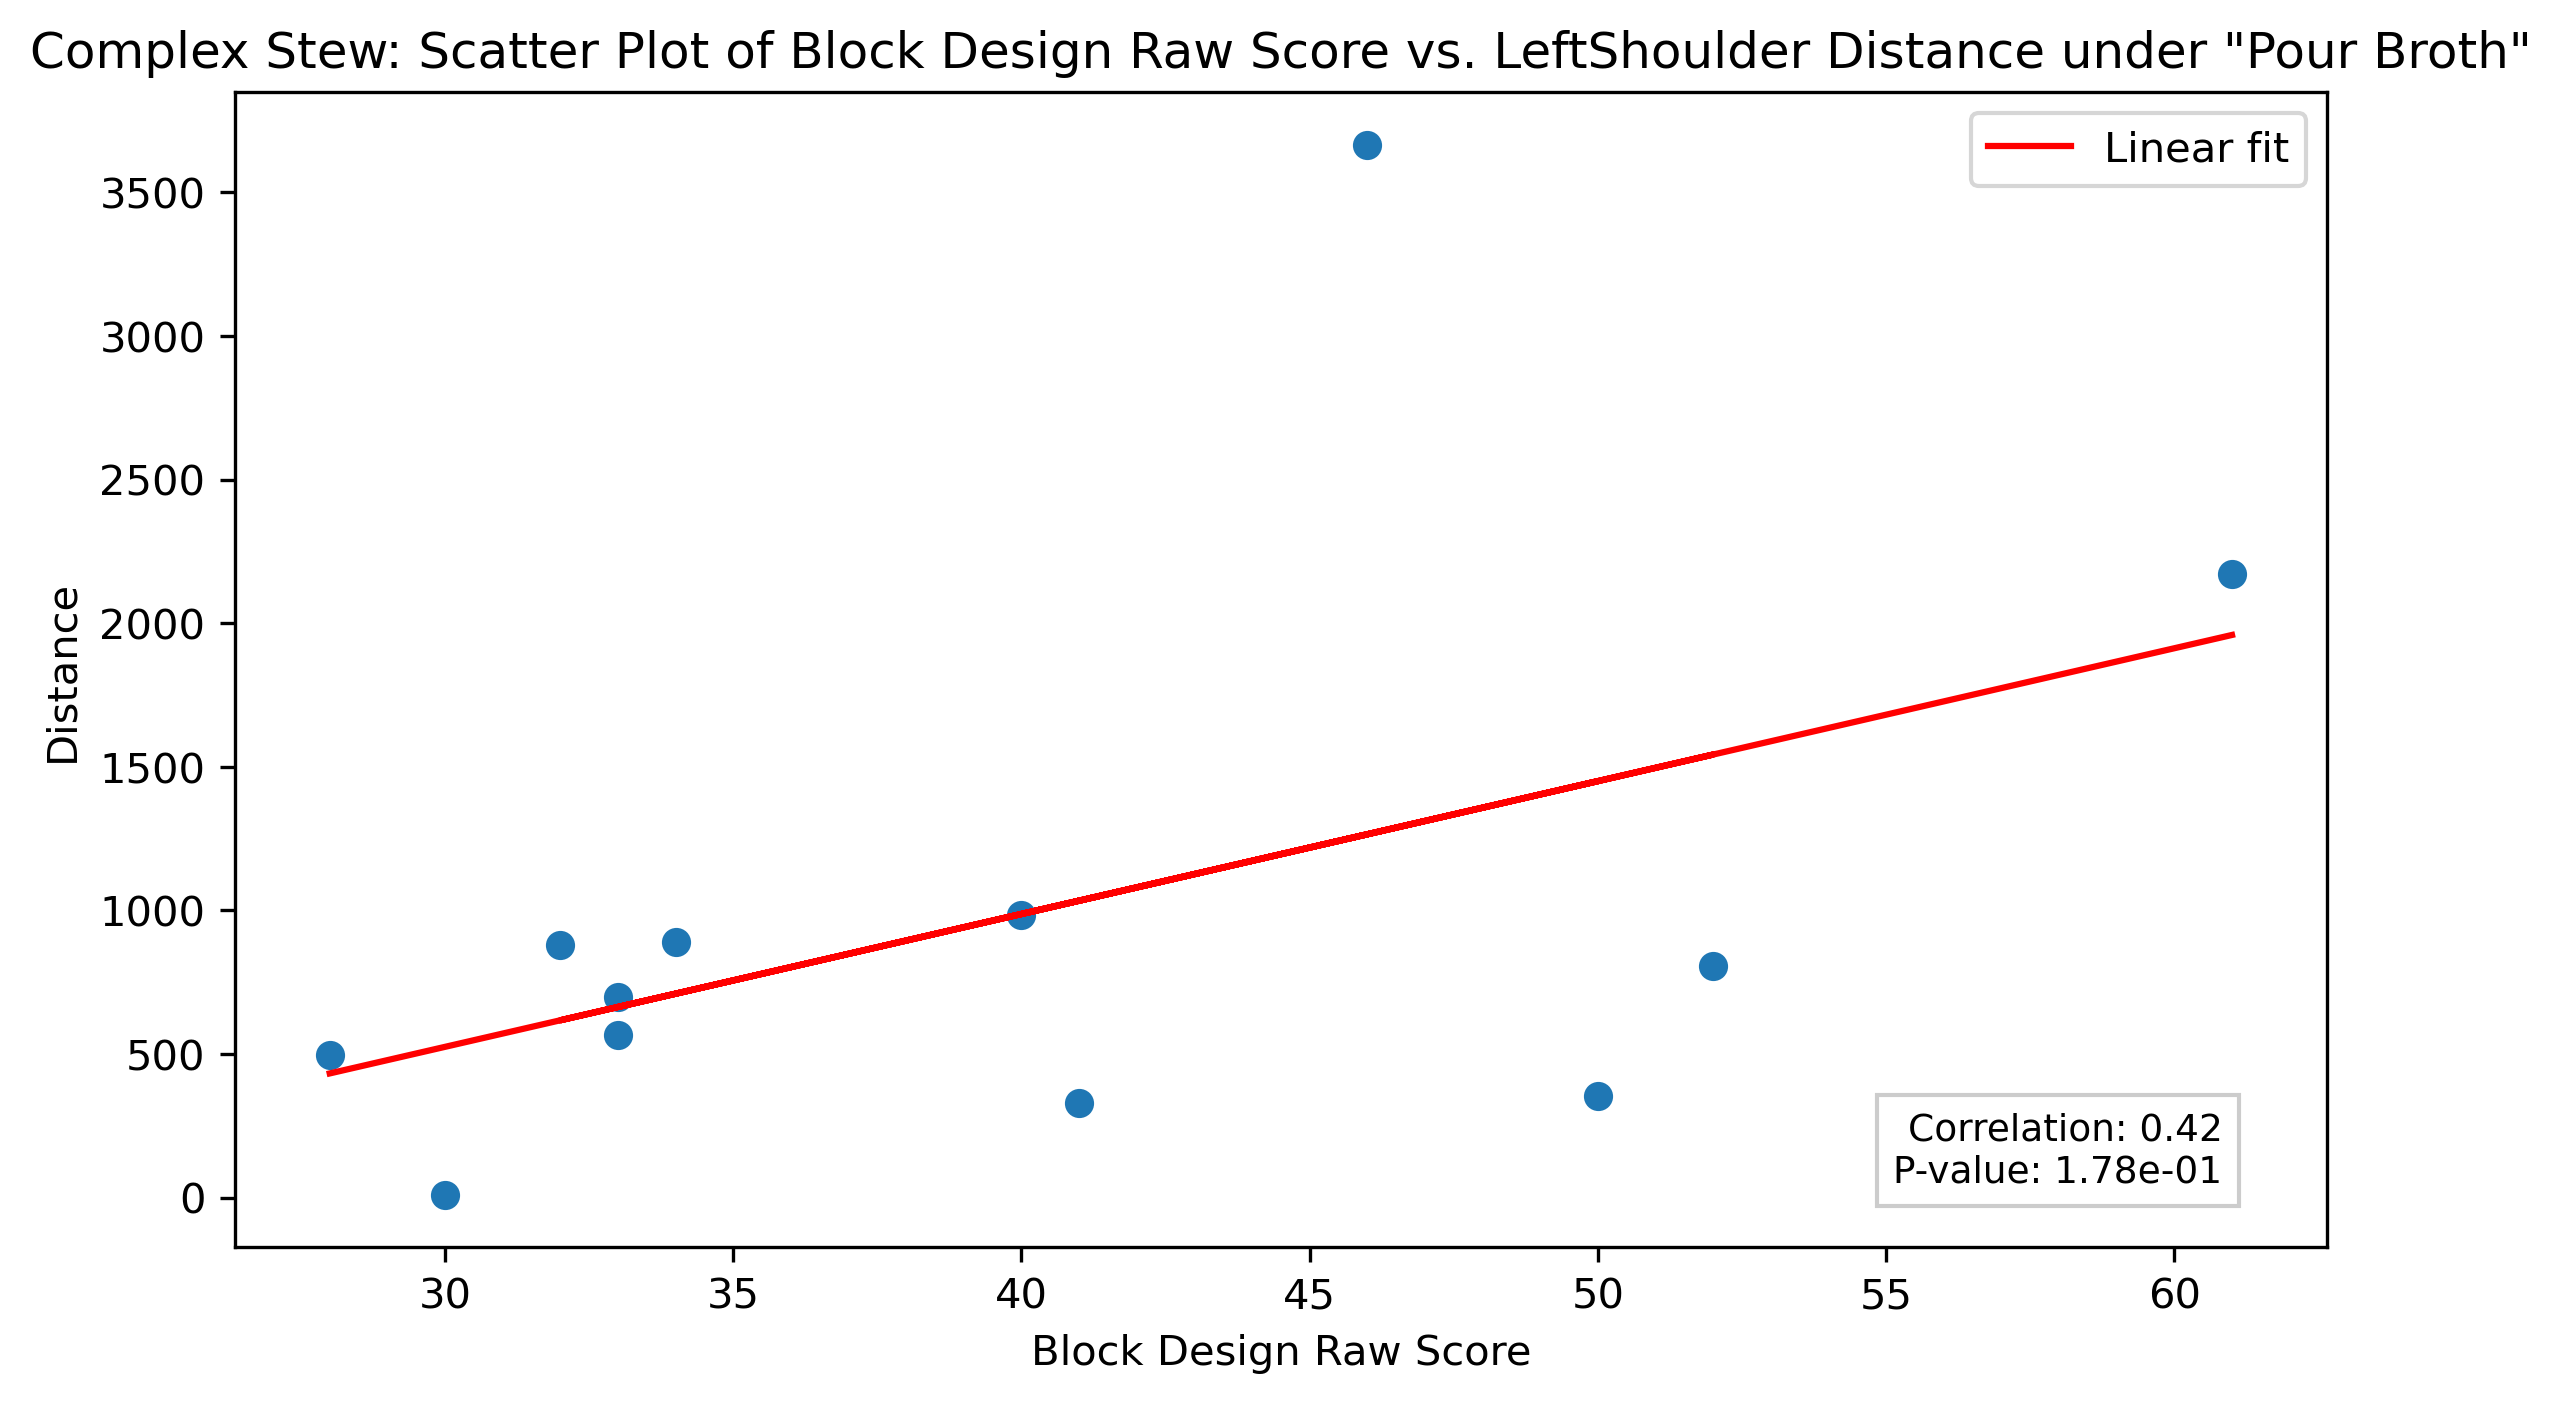 Complex Stew: Scatter Plot of Block Design Raw Score vs. LeftShoulder Distance under "Pour Broth"
Linear fit
3500
3000
2500
2000
1500
1000
500
0
Distance
Correlation: 0.42
P-value: 1.78e-01
30 35 40 45 50 55 60
Block Design Raw Score